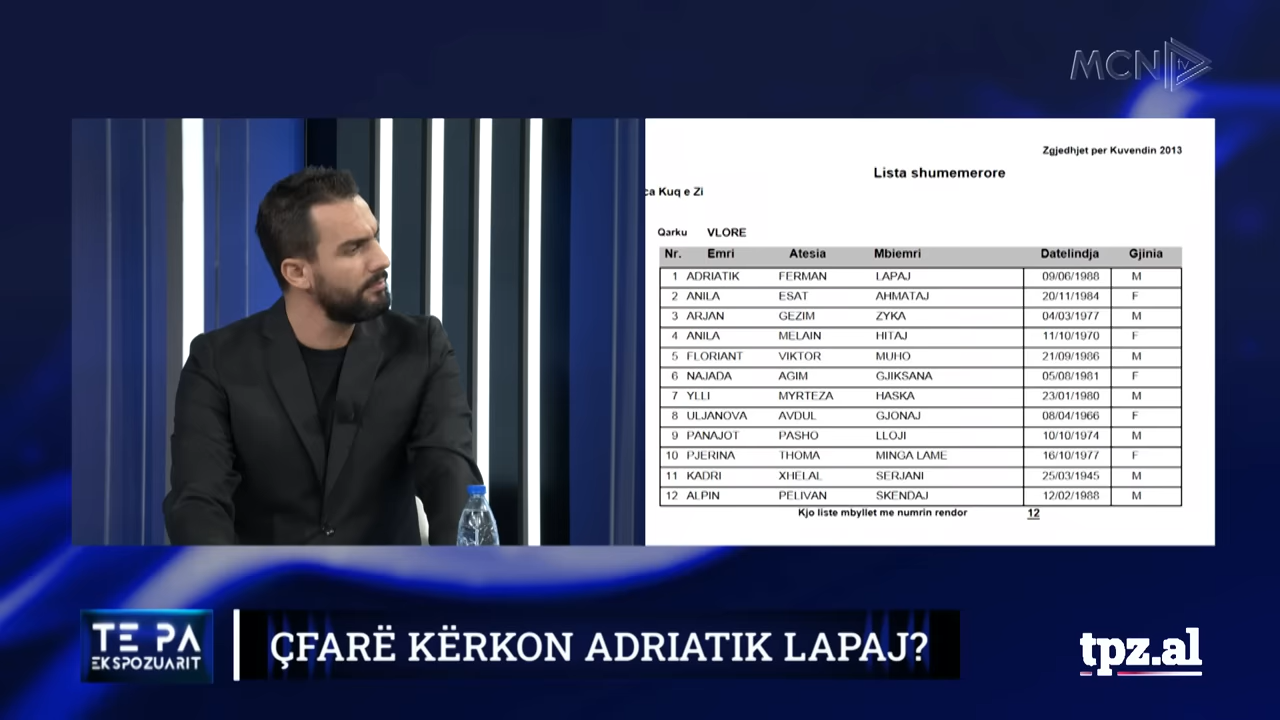 MCN TV
Zgjedhjet per Kuvendin 2013
Lista shumemerore
ca Kuq e Zi
Qarku VLORE
Nr. Emri Atesia Mbiemri Datelindja Gjinia
1 ADRIATIK FERMAN LAPAJ 09/06/1988 M
2 ANILA ESAT AHMATAJ 20/11/1984 F
3 ARJAN GEZIM ZYKA 04/03/1977 M
4 ANILA MELAIN HITAJ 11/10/1970 F
5 FLORIANT VIKTOR MUHO 21/09/1986 M
6 NAJADA AGIM GJIKSANA 05/08/1981 F
7 YLLI MYRTEZA HASKA 23/01/1980 M
8 ULJANOVA AVDUL GJONAJ 08/04/1966 F
9 PANAJOT PASHO LLOJI 10/10/1974 M
10 PJERINA THOMA MINGA LAME 16/10/1977 F
11 KADRI XHELAL SERJANI 25/03/1945 M
12 ALPIN PELIVAN SKENDAJ 12/02/1988 M
Kjo liste mbyllet me numrin rendor 12
TE PA
EKSPOZUARIT
ÇFARË KËRKON ADRIATIK LAPAJ?
tpz.al